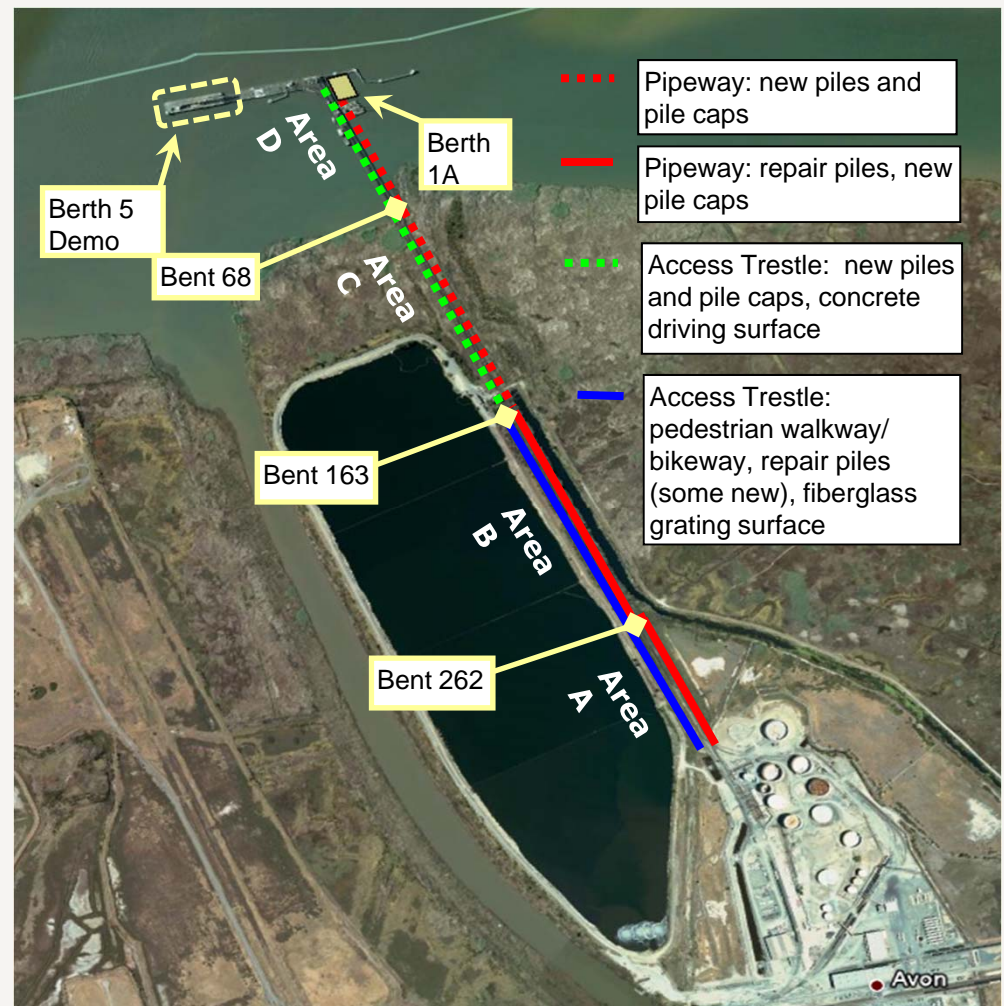 Pipeway: new piles and
pile caps
Pipeway: repair piles, new
pile caps
Access Trestle:  new piles
and pile caps, concrete
driving surface
Access Trestle:
pedestrian walkway/
bikeway, repair piles
(some new), fiberglass
grating surface
Berth
1A
Area
D
Berth 5
Demo
Bent 68
Area
C
Bent 163
Area
B
Bent 262
Area
A
Avon